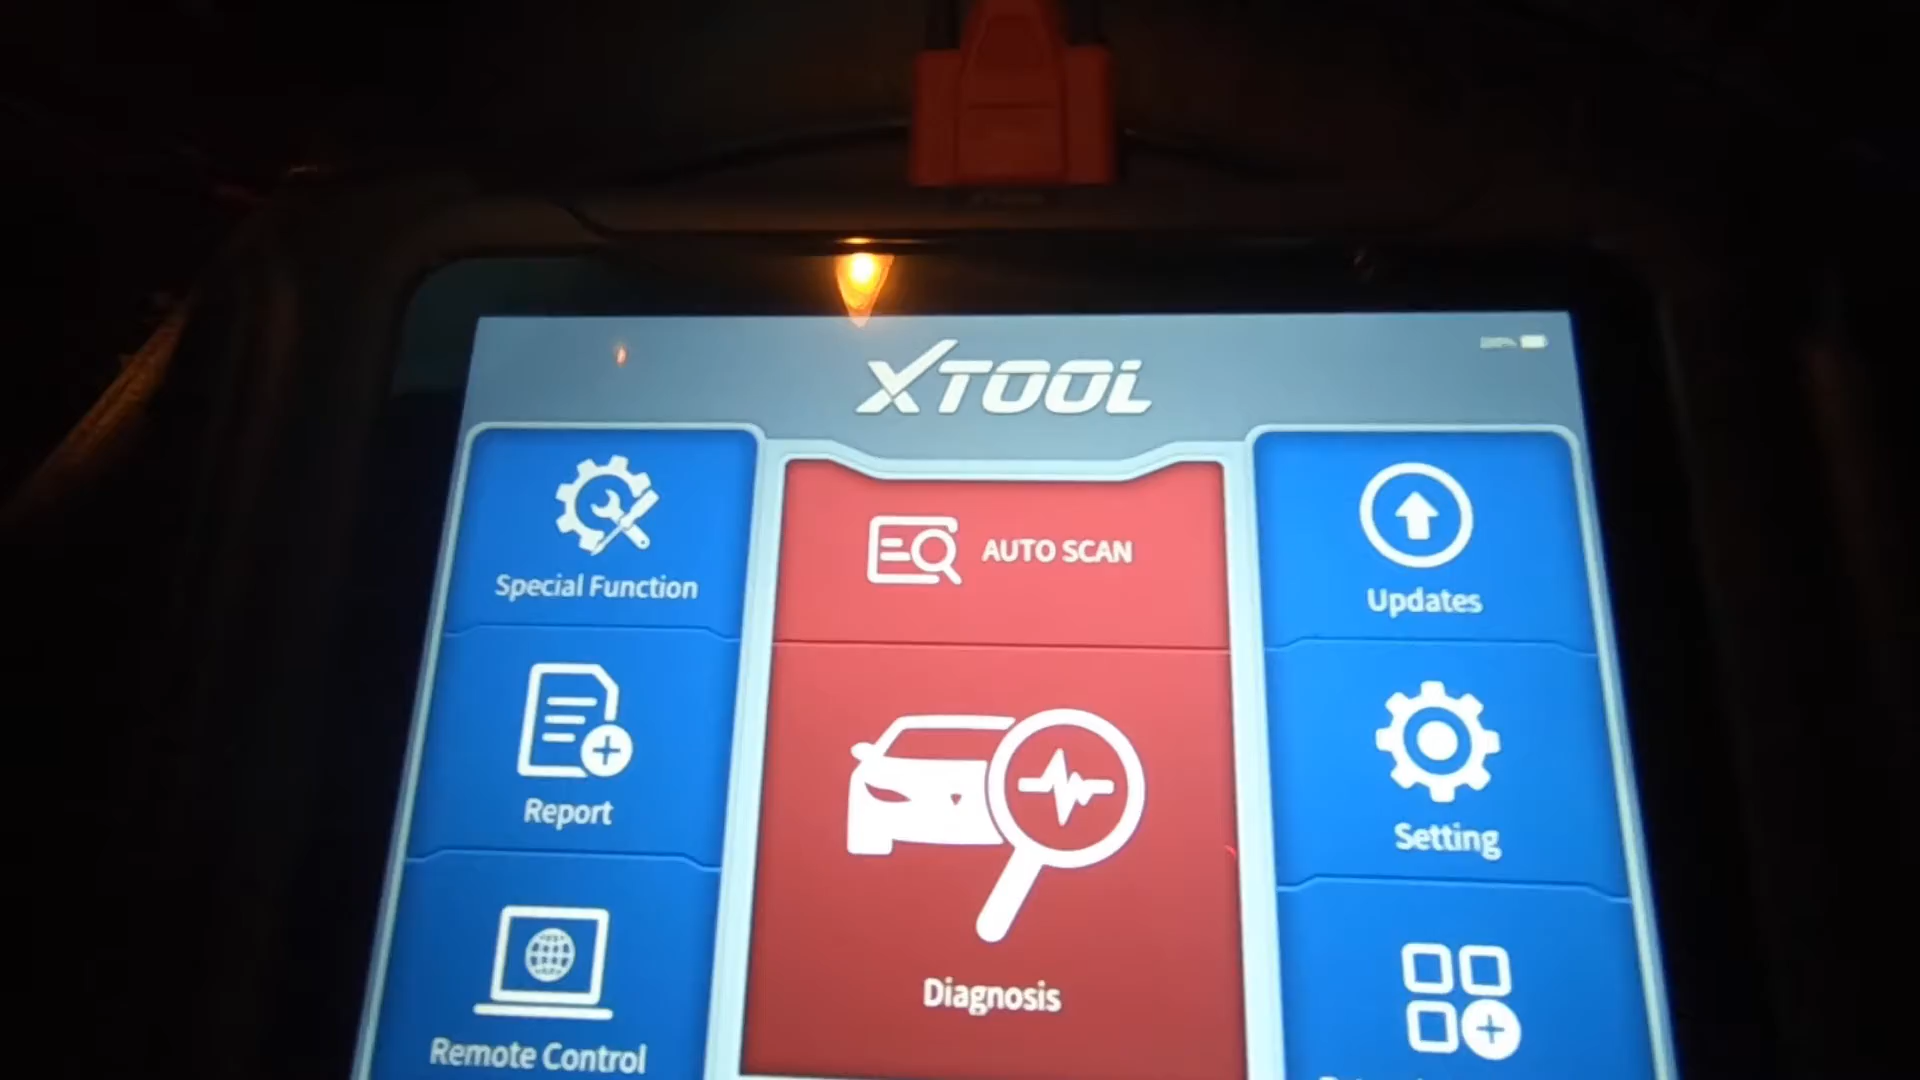 XTOOL
Special Function
AUTO SCAN
Updates
Report
Diagnosis
Setting
Remote Control